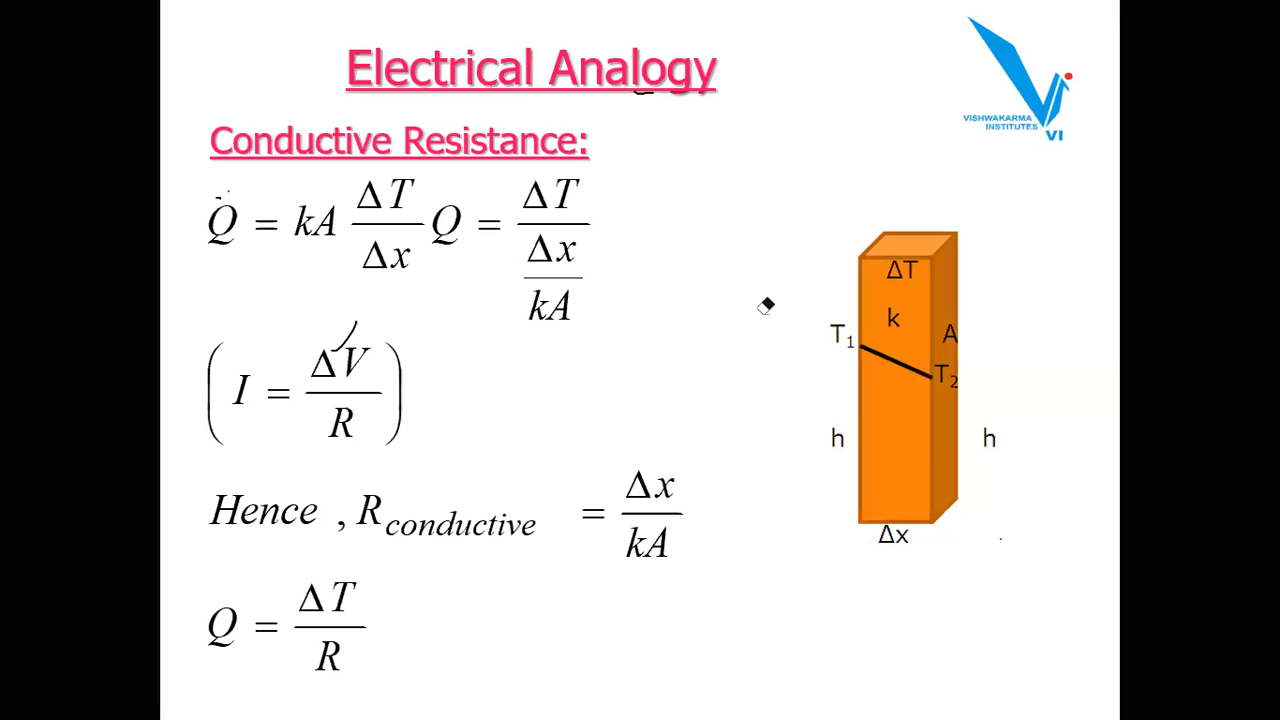 Electrical Analogy
VISHWAKARMA
INSTITUTES
VI
Conductive Resistance:
Q̇ = kA ΔT/Δx Q = ΔT/(Δx/kA)
(I = ΔV/R)
Hence , R_conductive = Δx/kA
Q = ΔT/R
ΔT
k
T₁
A
T₂
h
h
Δx